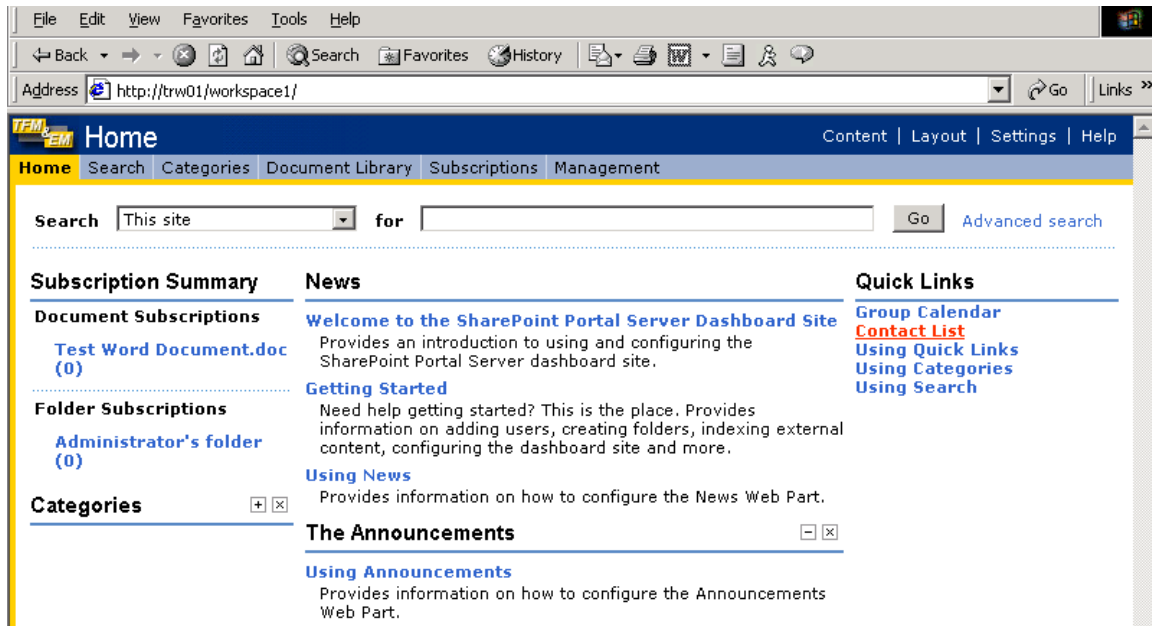 File Edit View Favorites Tools Help
Back Search Favorites History
Address http://trw01/workspace1/ Go Links »
TFM & EM Home Content | Layout | Settings | Help
Home Search Categories Document Library Subscriptions Management
Search This site for Go Advanced search
Subscription Summary
Document Subscriptions
Test Word Document.doc
(0)
Folder Subscriptions
Administrator's folder
(0)
Categories
News
Welcome to the SharePoint Portal Server Dashboard Site
Provides an introduction to using and configuring the
SharePoint Portal Server dashboard site.
Getting Started
Need help getting started? This is the place. Provides
information on adding users, creating folders, indexing external
content, configuring the dashboard site and more.
Using News
Provides information on how to configure the News Web Part.
The Announcements
Using Announcements
Provides information on how to configure the Announcements
Web Part.
Quick Links
Group Calendar
Contact List
Using Quick Links
Using Categories
Using Search